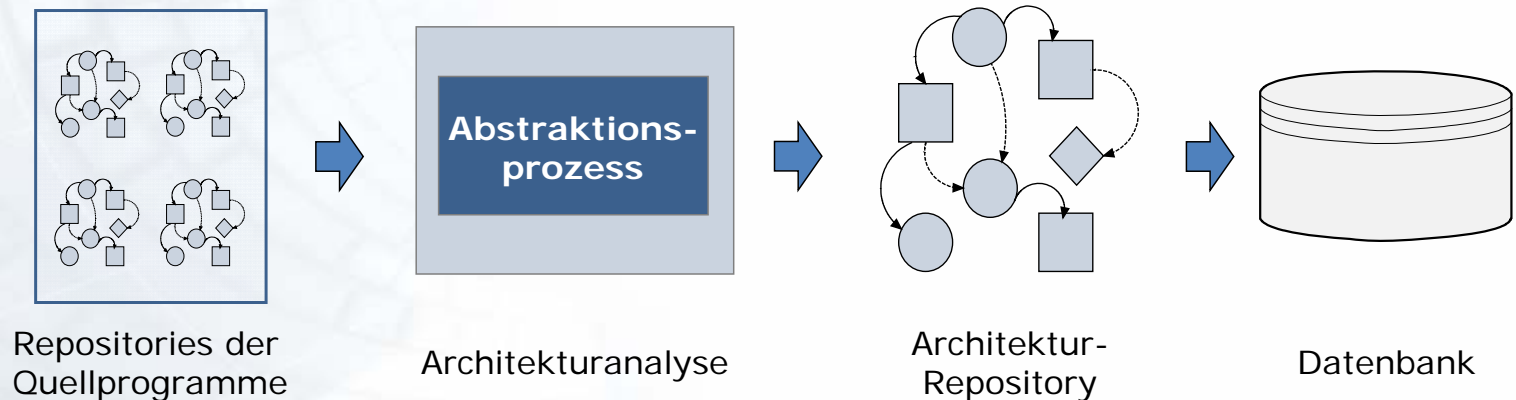 Abstraktions-
prozess
Repositories der
Quellprogramme
Architekturanalyse
Architektur-
Repository
Datenbank